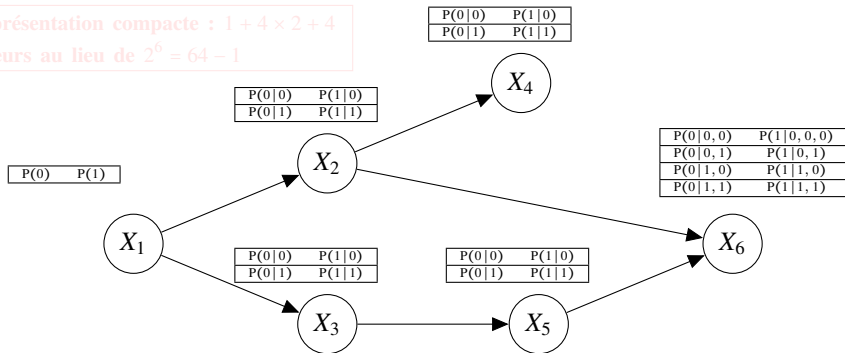 présentation compacte : 1 + 4 × 2 + 4
eurs au lieu de 2^6 = 64 − 1
P(0|0) P(1|0)
P(0|1) P(1|1)
X4
P(0|0) P(1|0)
P(0|1) P(1|1)
X2
P(0|0,0) P(1|0,0,0)
P(0|0,1) P(1|0,1)
P(0|1,0) P(1|1,0)
P(0|1,1) P(1|1,1)
P(0) P(1)
X1
X6
P(0|0) P(1|0)
P(0|1) P(1|1)
X3
P(0|0) P(1|0)
P(0|1) P(1|1)
X5